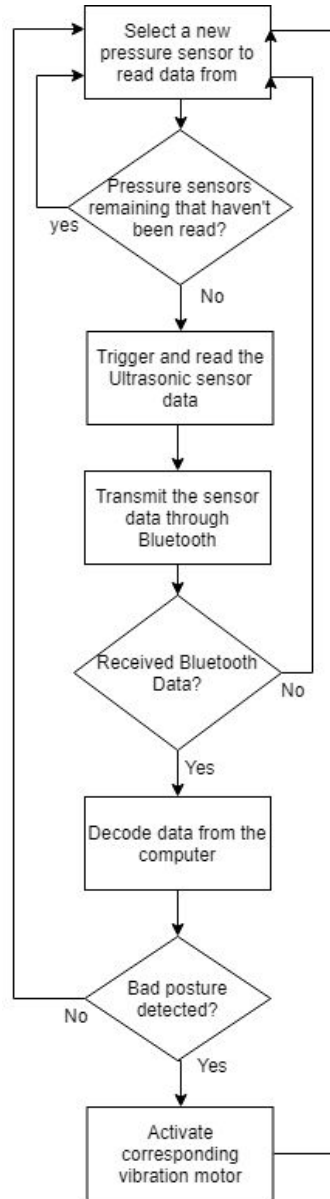 Select a new
pressure sensor to
read data from
Pressure sensors
remaining that haven't
been read?
yes
No
Trigger and read the
Ultrasonic sensor
data
Transmit the sensor
data through
Bluetooth
Received Bluetooth
Data?
No
Yes
Decode data from the
computer
Bad posture
detected?
No
Yes
Activate
corresponding
vibration motor